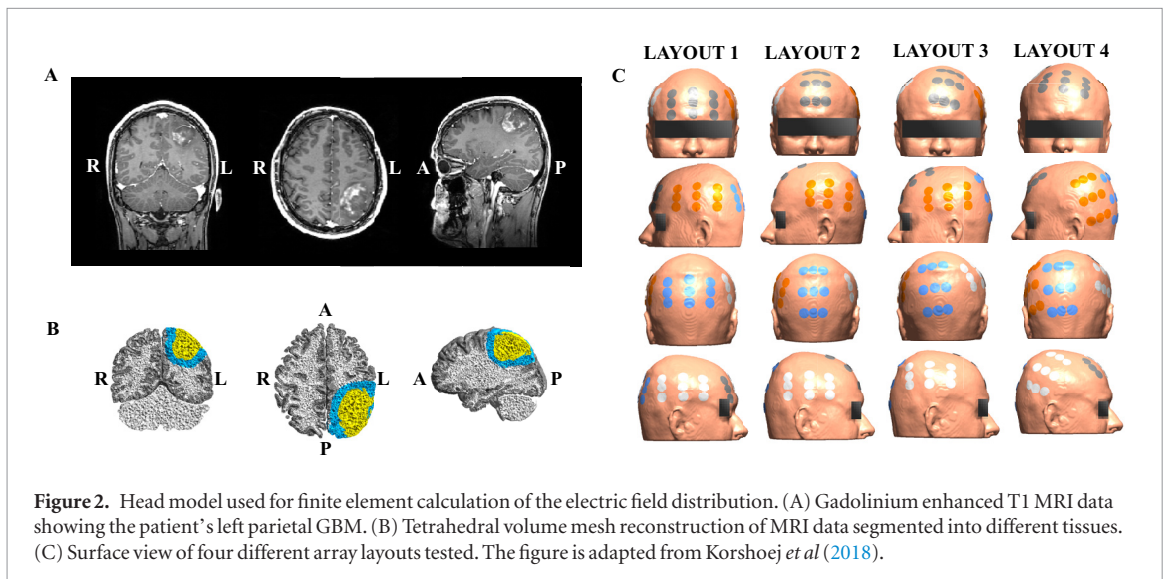 LAYOUT 1 LAYOUT 2 LAYOUT 3 LAYOUT 4
A
C
R L R L A P
B
A
R L R L A P
P
Figure 2. Head model used for finite element calculation of the electric field distribution. (A) Gadolinium enhanced T1 MRI data
showing the patient's left parietal GBM. (B) Tetrahedral volume mesh reconstruction of MRI data segmented into different tissues.
(C) Surface view of four different array layouts tested. The figure is adapted from Korshoej et al (2018).